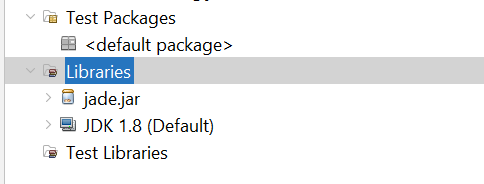 Test Packages
<default package>
Libraries
jade.jar
JDK 1.8 (Default)
Test Libraries